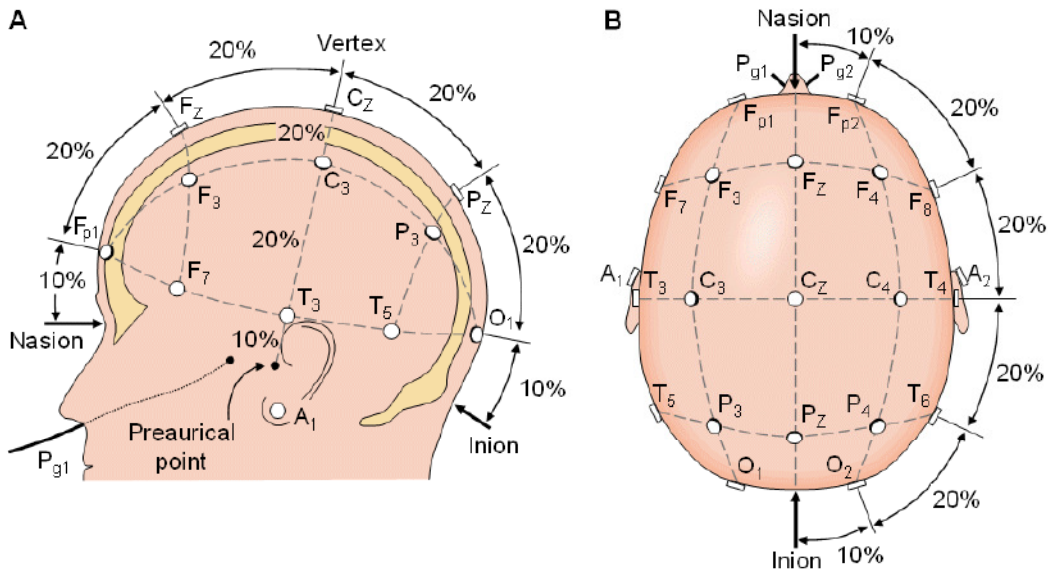 A
20%
Vertex
20%
FZ
CZ
20%
20%
F3
C3
PZ
20%
Fp1
20%
P3
20%
10%
F7
T3
T5
O1
Nasion
10%
10%
A1
Preaurical
point
Inion
Pg1
B
Nasion
10%
Pg1
Pg2
Fp1
Fp2
20%
F7
F3
FZ
F4
F8
20%
A1
T3
C3
CZ
C4
T4
A2
20%
T5
P3
PZ
P4
T6
O1
O2
20%
10%
Inion